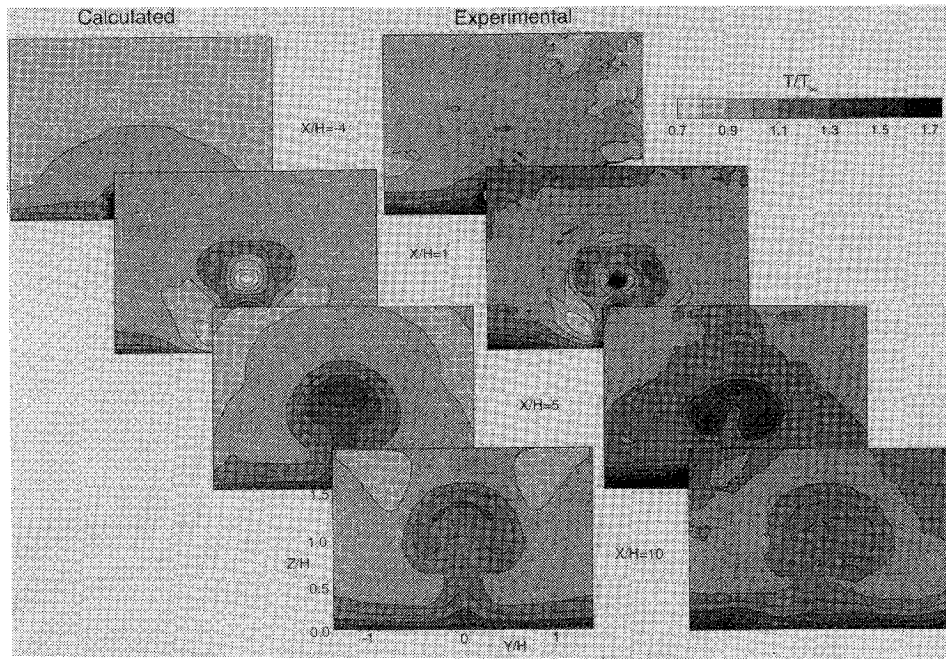 Calculated
Experimental
T/T∞
0.7 0.9 1.1 1.3 1.5 1.7
X/H=-4
X/H=1
X/H=5
X/H=10
1.5
1.0
Z/H
0.5
0.0
-1 0 1
Y/H